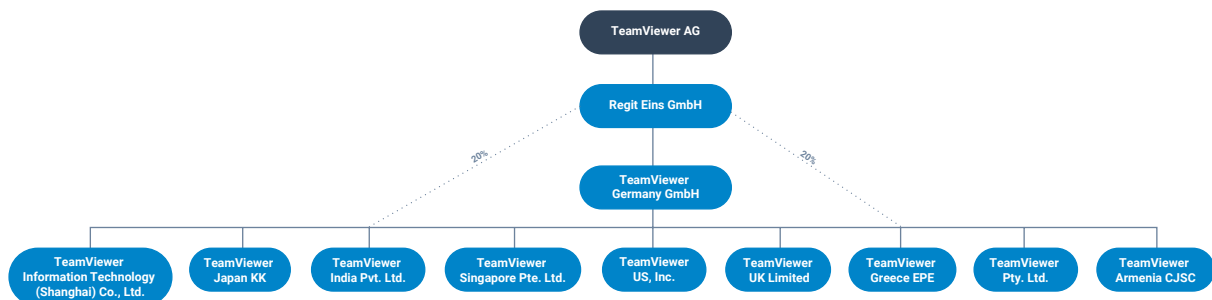 TeamViewer AG
Regit Eins GmbH
20%
20%
TeamViewer
Germany GmbH
TeamViewer
Information Technology
(Shanghai) Co., Ltd.
TeamViewer
Japan KK
TeamViewer
India Pvt. Ltd.
TeamViewer
Singapore Pte. Ltd.
TeamViewer
US, Inc.
TeamViewer
UK Limited
TeamViewer
Greece EPE
TeamViewer
Pty. Ltd.
TeamViewer
Armenia CJSC